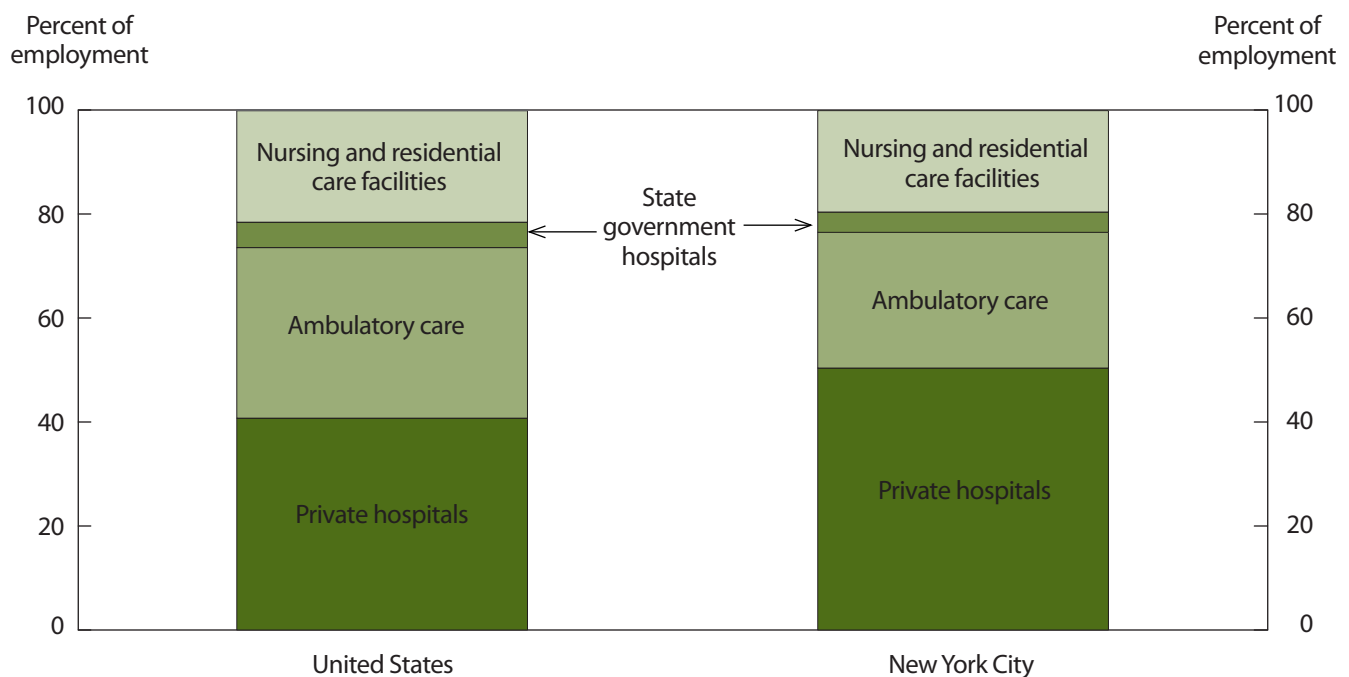 Percent of
employment
Percent of
employment
100
100
Nursing and residential
care facilities
Nursing and residential
care facilities
State
government
hospitals
80
80
Ambulatory care
Ambulatory care
60
60
40
40
Private hospitals
Private hospitals
20
20
0
0
United States
New York City